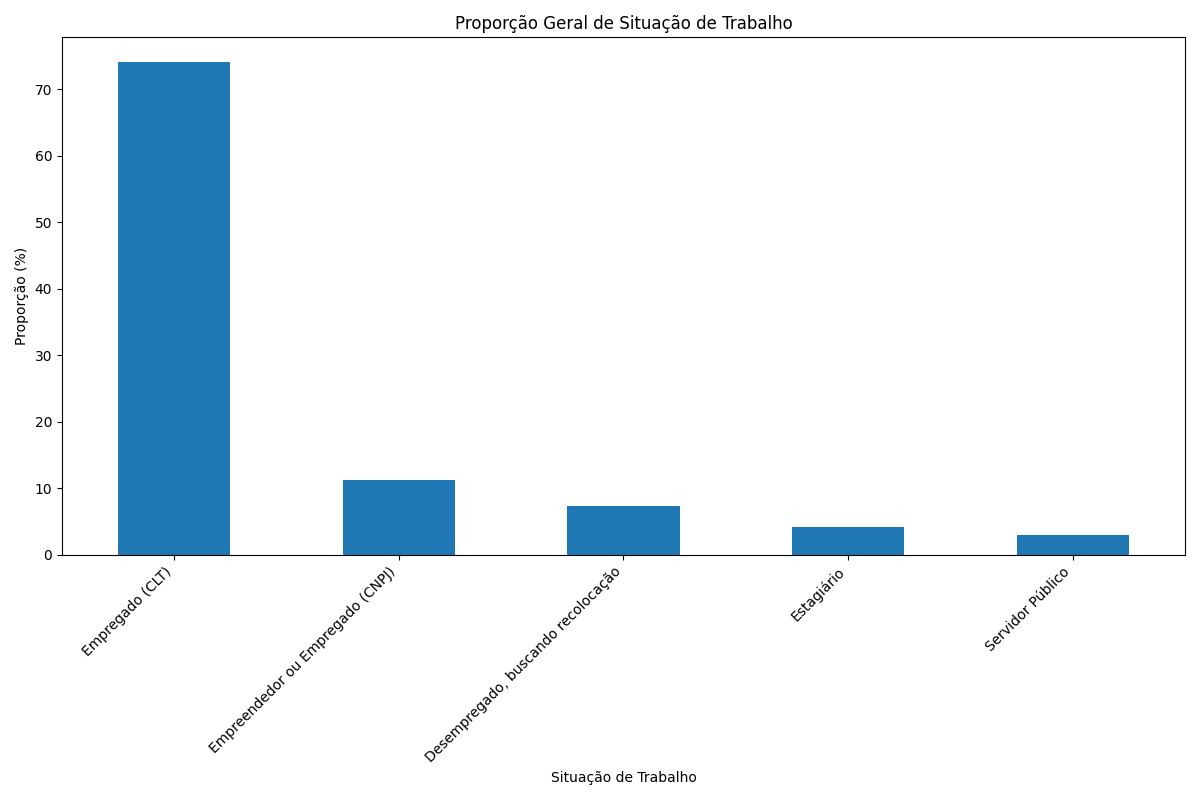 Proporção Geral de Situação de Trabalho
Proporção (%)
70
60
50
40
30
20
10
0
Empregado (CLT)
Empreendedor ou Empregado (CNPJ)
Desempregado, buscando recolocação
Estagiário
Servidor Público
Situação de Trabalho